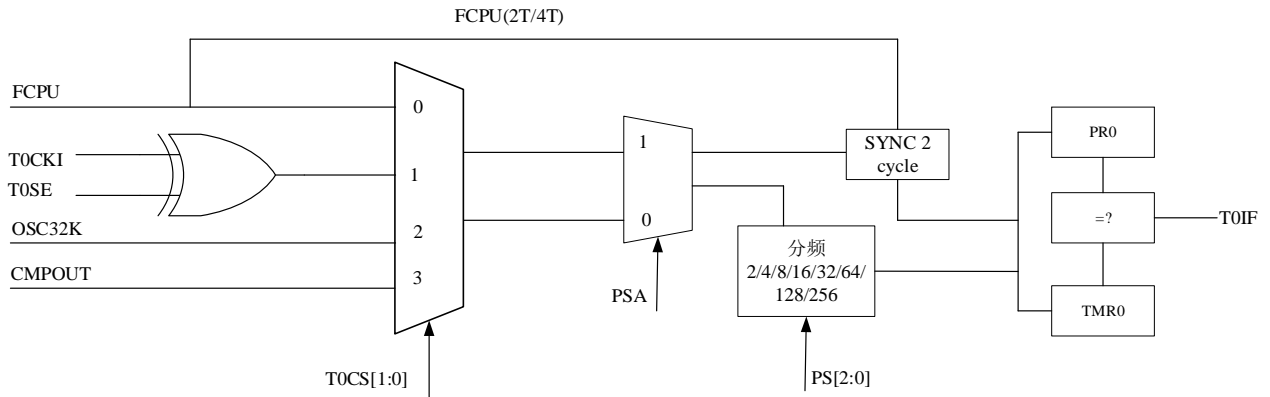 FCPU(2T/4T)
FCPU
0
T0CKI
T0SE
1
OSC32K
2
CMPOUT
3
T0CS[1:0]
1
0
PSA
SYNC 2
cycle
分频
2/4/8/16/32/64/
128/256
PS[2:0]
PR0
=?
T0IF
TMR0